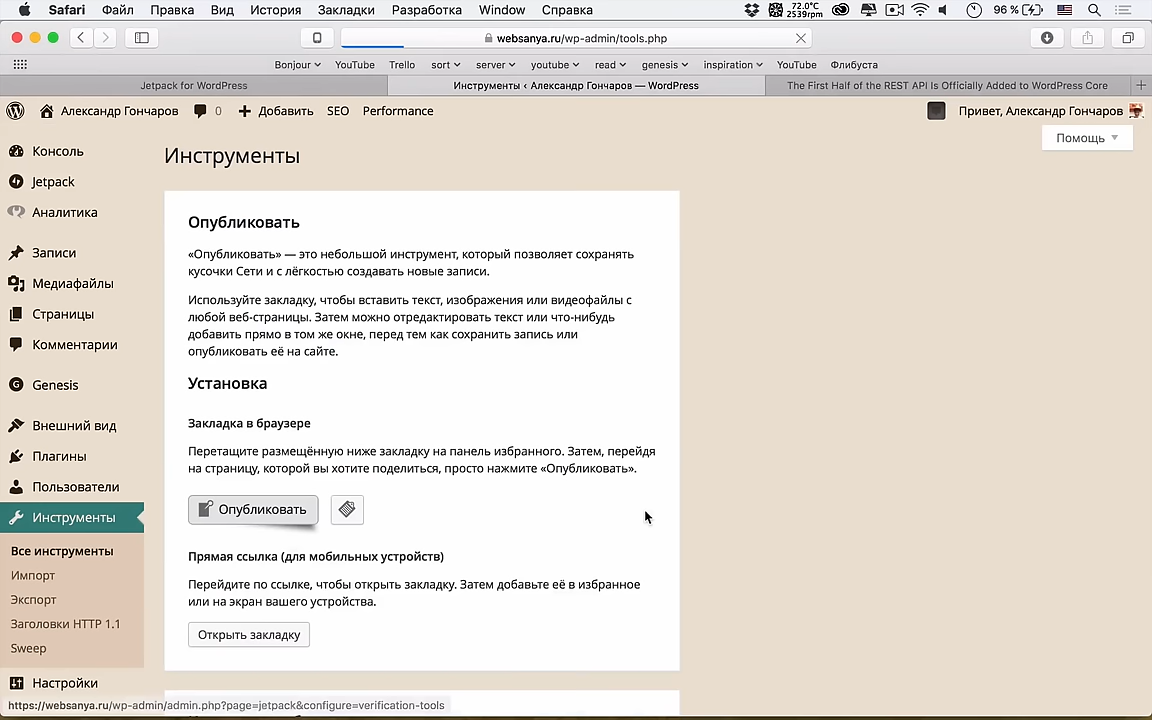 Safari Файл Правка Вид История Закладки Разработка Window Справка 72.0°C 2539rpm 96 %
websanya.ru/wp-admin/tools.php
Bonjour YouTube Trello sort server youtube read genesis inspiration YouTube Флибуста
Jetpack for WordPress Инструменты ‹ Александр Гончаров — WordPress The First Half of the REST API Is Officially Added to WordPress Core
Александр Гончаров 0 Добавить SEO Performance Привет, Александр Гончаров
Помощь
Консоль
Jetpack
Аналитика
Записи
Медиафайлы
Страницы
Комментарии
Genesis
Внешний вид
Плагины
Пользователи
Инструменты
Все инструменты
Импорт
Экспорт
Заголовки HTTP 1.1
Sweep
Настройки
Инструменты
Опубликовать
«Опубликовать» — это небольшой инструмент, который позволяет сохранять
кусочки Сети и с лёгкостью создавать новые записи.
Используйте закладку, чтобы вставить текст, изображения или видеофайлы с
любой веб-страницы. Затем можно отредактировать текст или что-нибудь
добавить прямо в том же окне, перед тем как сохранить запись или
опубликовать её на сайте.
Установка
Закладка в браузере
Перетащите размещённую ниже закладку на панель избранного. Затем, перейдя
на страницу, которой вы хотите поделиться, просто нажмите «Опубликовать».
Опубликовать
Прямая ссылка (для мобильных устройств)
Перейдите по ссылке, чтобы открыть закладку. Затем добавьте её в избранное
или на экран вашего устройства.
Открыть закладку
https://websanya.ru/wp-admin/admin.php?page=jetpack&configure=verification-tools